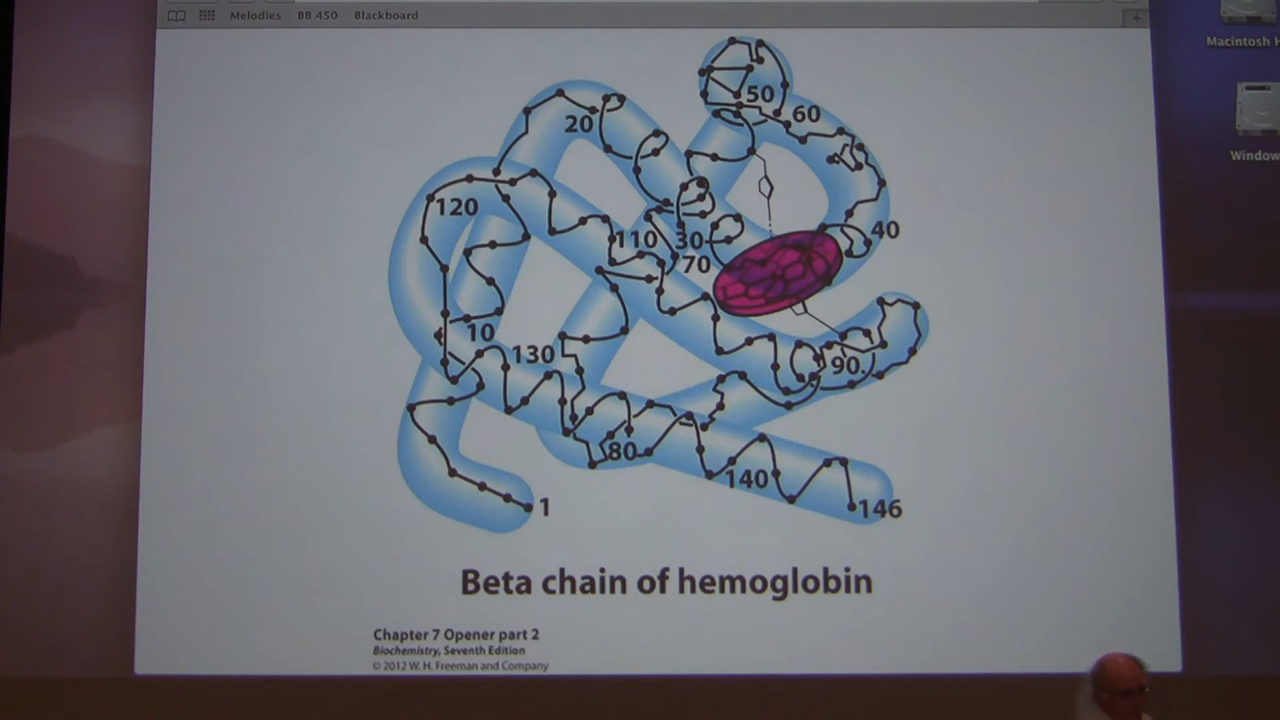 Melodies BB 450 Blackboard
Macintosh H
Window
50
60
20
120
110
30
40
70
10
130
90
80
140
1
146
Beta chain of hemoglobin
Chapter 7 Opener part 2
Biochemistry, Seventh Edition
© 2012 W. H. Freeman and Company